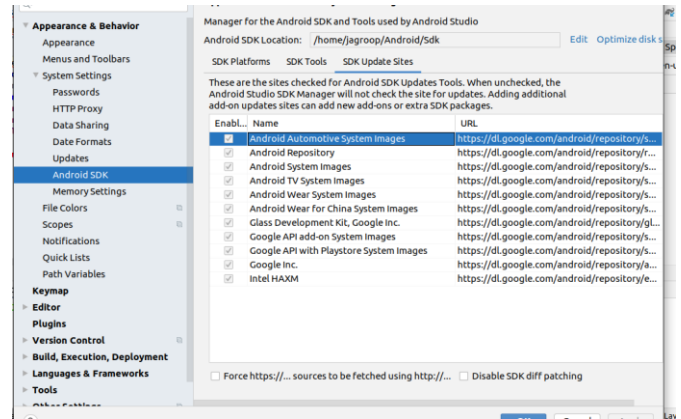 Appearance & Behavior
Appearance
Menus and Toolbars
System Settings
Passwords
HTTP Proxy
Data Sharing
Date Formats
Updates
Android SDK
Memory Settings
File Colors
Scopes
Notifications
Quick Lists
Path Variables
Keymap
Editor
Plugins
Version Control
Build, Execution, Deployment
Languages & Frameworks
Tools
Manager for the Android SDK and Tools used by Android Studio
Android SDK Location: /home/jagroop/Android/Sdk Edit Optimize disk s
SDK Platforms SDK Tools SDK Update Sites
These are the sites checked for Android SDK Updates Tools. When unchecked, the
Android Studio SDK Manager will not check the site for updates. Adding additional
add-on updates sites can add new add-ons or extra SDK packages.
Enabl... Name URL
Android Automotive System Images https://dl.google.com/android/repository/s...
Android Repository https://dl.google.com/android/repository/r...
Android System Images https://dl.google.com/android/repository/s...
Android TV System Images https://dl.google.com/android/repository/s...
Android Wear System Images https://dl.google.com/android/repository/s...
Android Wear for China System Images https://dl.google.com/android/repository/s...
Glass Development Kit, Google Inc. https://dl.google.com/android/repository/gl...
Google API add-on System Images https://dl.google.com/android/repository/s...
Google API with Playstore System Images https://dl.google.com/android/repository/s...
Google Inc. https://dl.google.com/android/repository/a...
Intel HAXM https://dl.google.com/android/repository/e...
Force https://... sources to be fetched using http://... Disable SDK diff patching